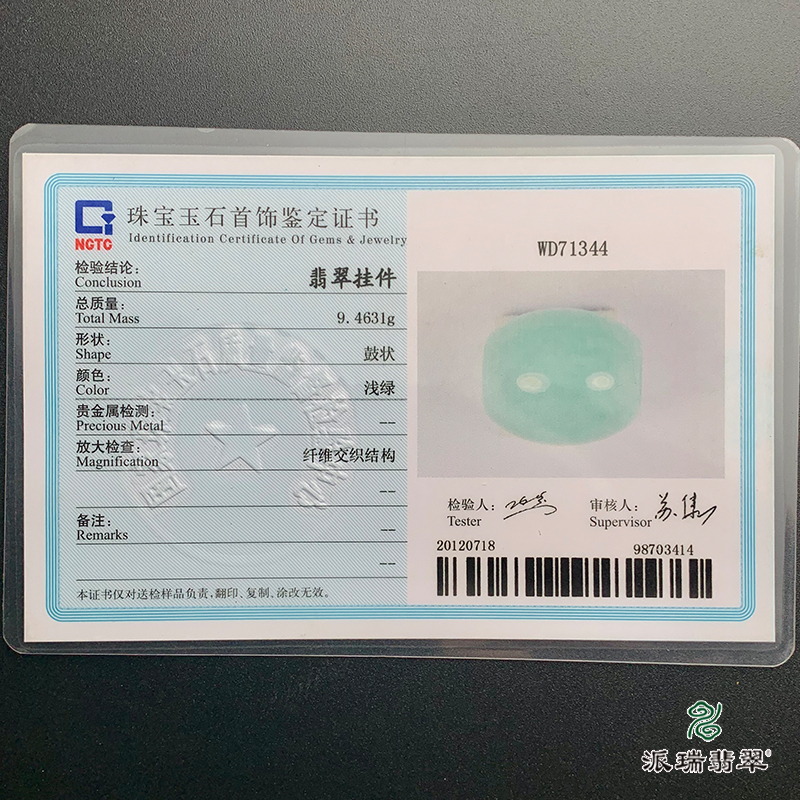 NGTC
珠宝玉石首饰鉴定证书
Identification Certificate Of Gems & Jewelry
检验结论: 翡翠挂件
Conclusion
总质量: 9.4631g
Total Mass
形状: 鼓状
Shape
颜色: 浅绿
Color
贵金属检测: --
Precious Metal
放大检查: 纤维交织结构
Magnification
--
备注: --
Remarks
--
本证书仅对送检样品负责,翻印、复制、涂改无效。
WD71344
检验人: 审核人:
Tester Supervisor
20120718 98703414
派瑞翡翠®